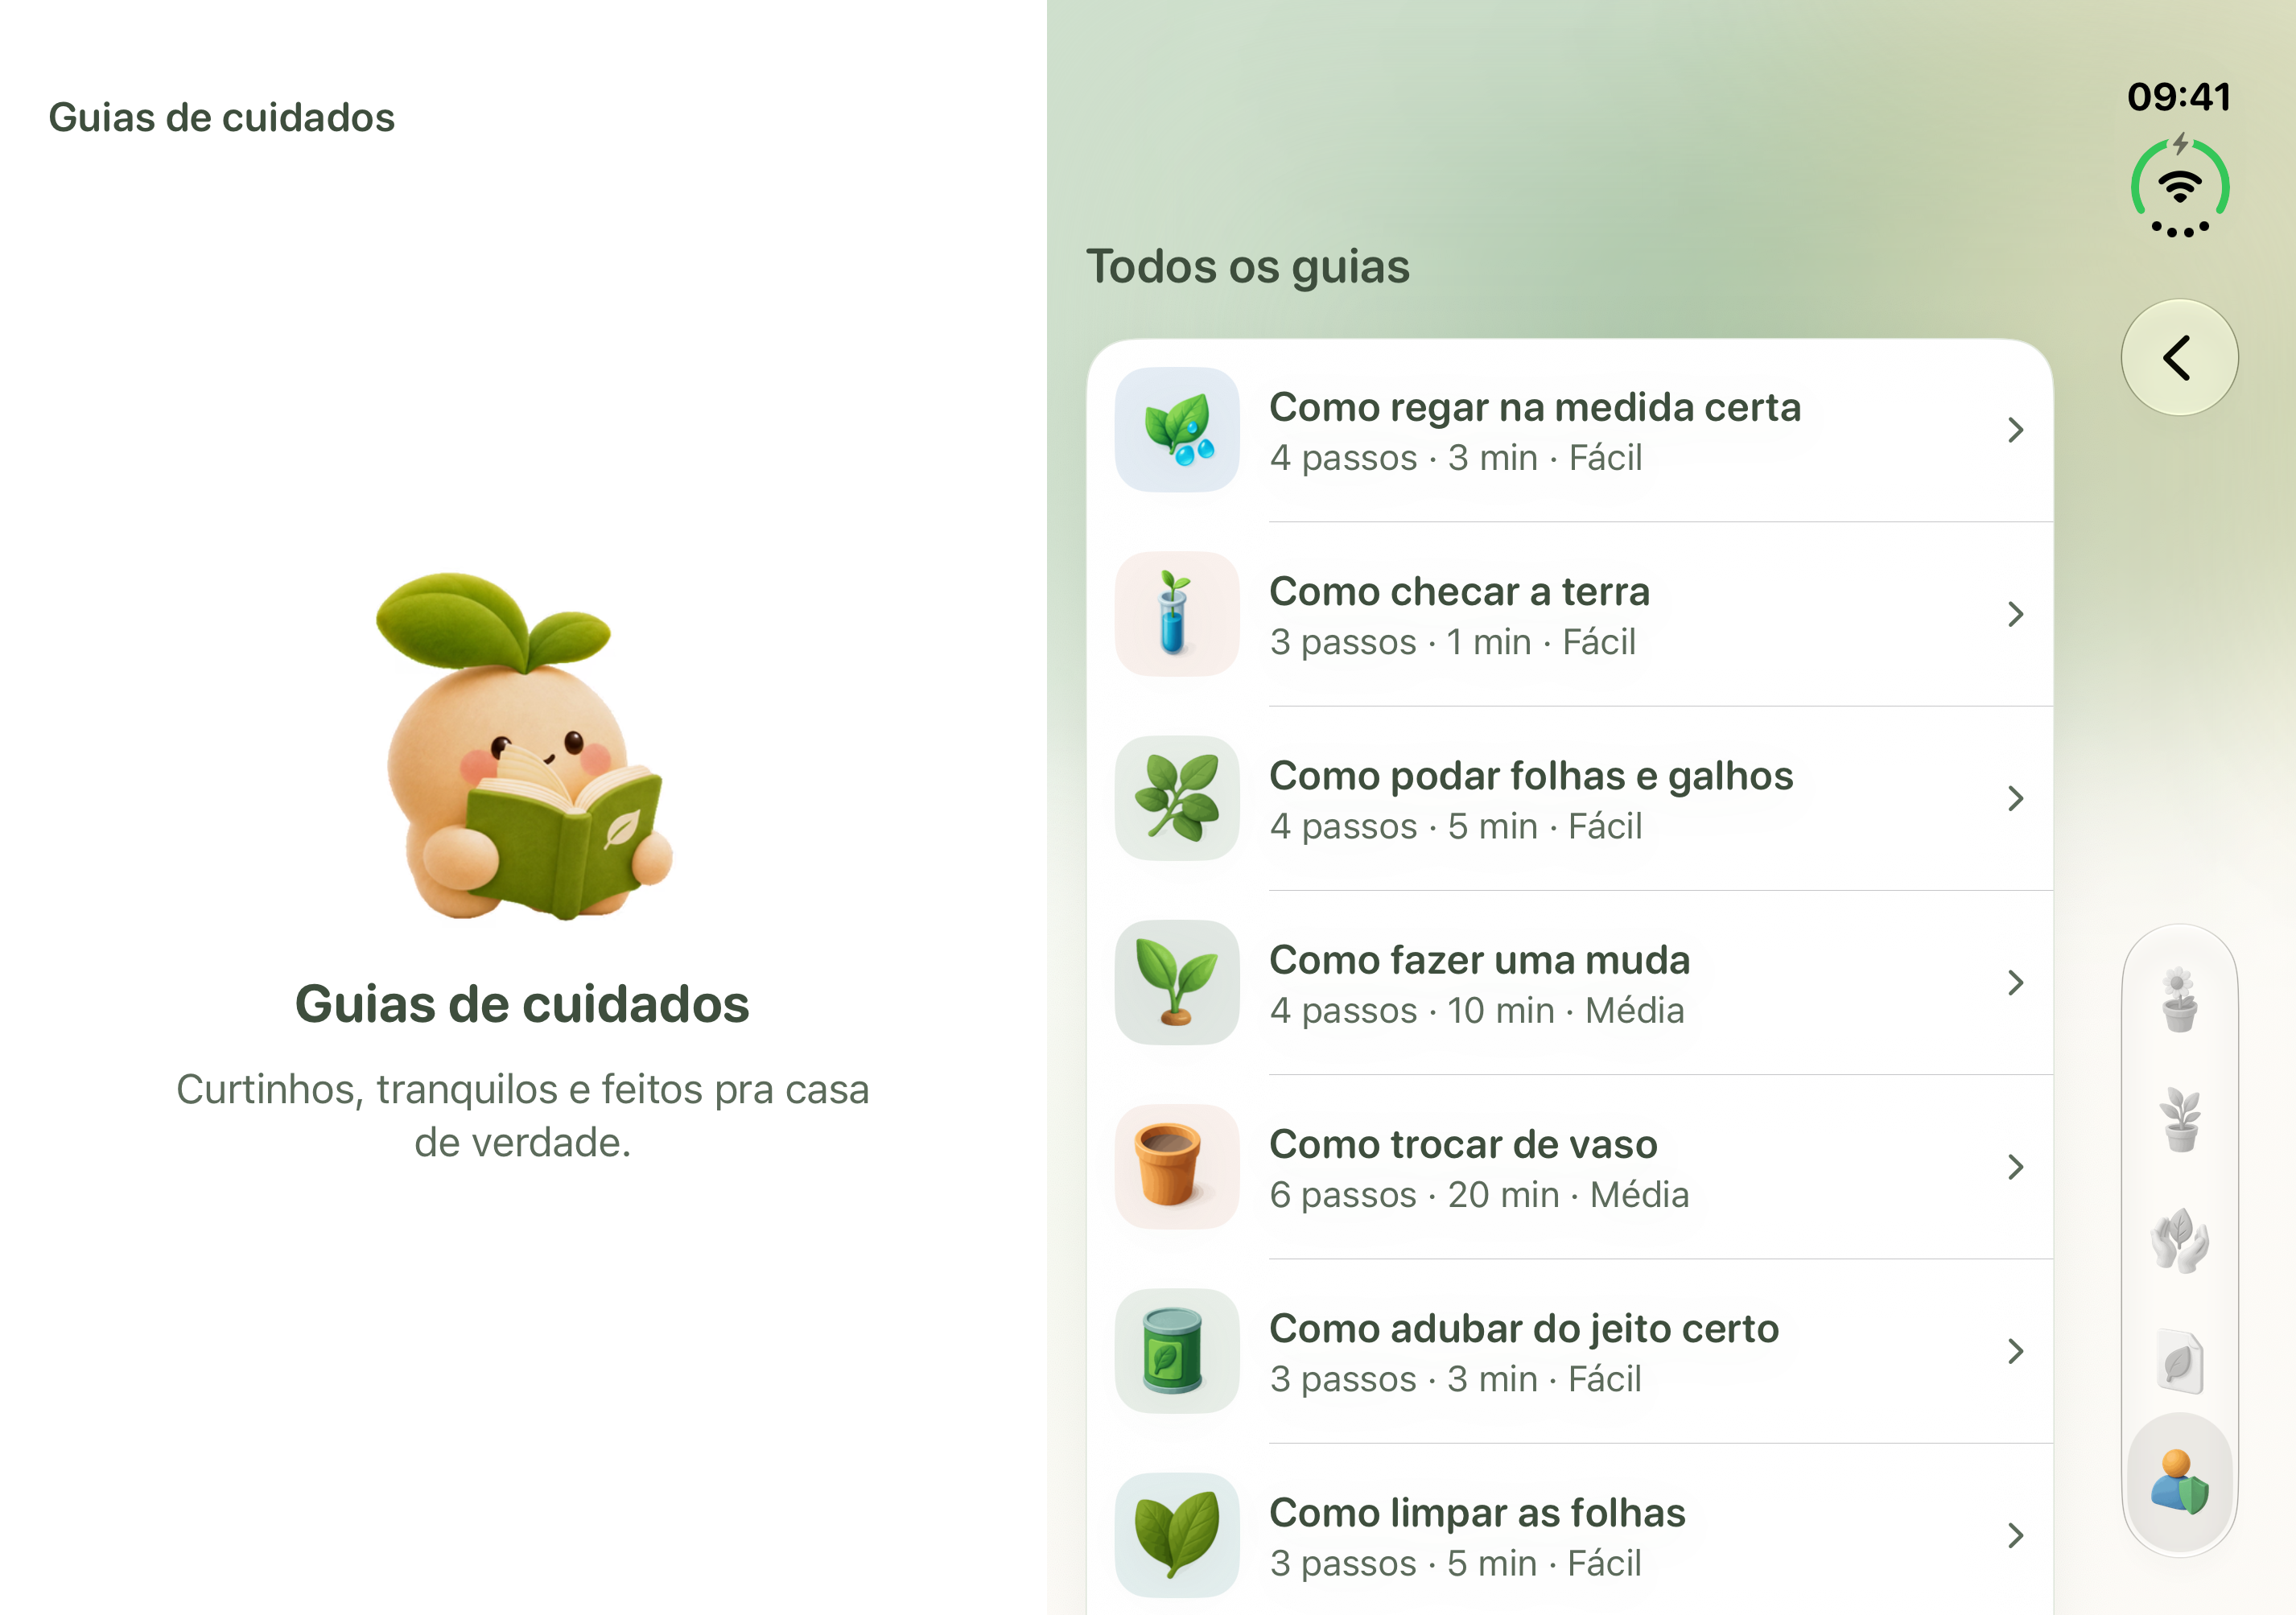 Guias de cuidados
Guias de cuidados
Curtinhos, tranquilos e feitos pra casa
de verdade.
Todos os guias
Como regar na medida certa
4 passos · 3 min · Fácil
Como checar a terra
3 passos · 1 min · Fácil
Como podar folhas e galhos
4 passos · 5 min · Fácil
Como fazer uma muda
4 passos · 10 min · Média
Como trocar de vaso
6 passos · 20 min · Média
Como adubar do jeito certo
3 passos · 3 min · Fácil
Como limpar as folhas
3 passos · 5 min · Fácil
09:41